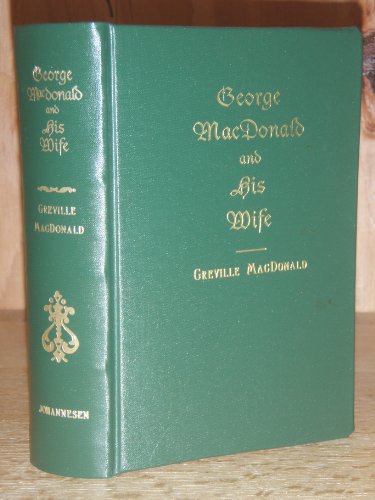 George
MacDonald
and
His
Wife
GREVILLE
MACDONALD
JOHANNESEN
George
MacDonald
and
His
Wife
GREVILLE MACDONALD